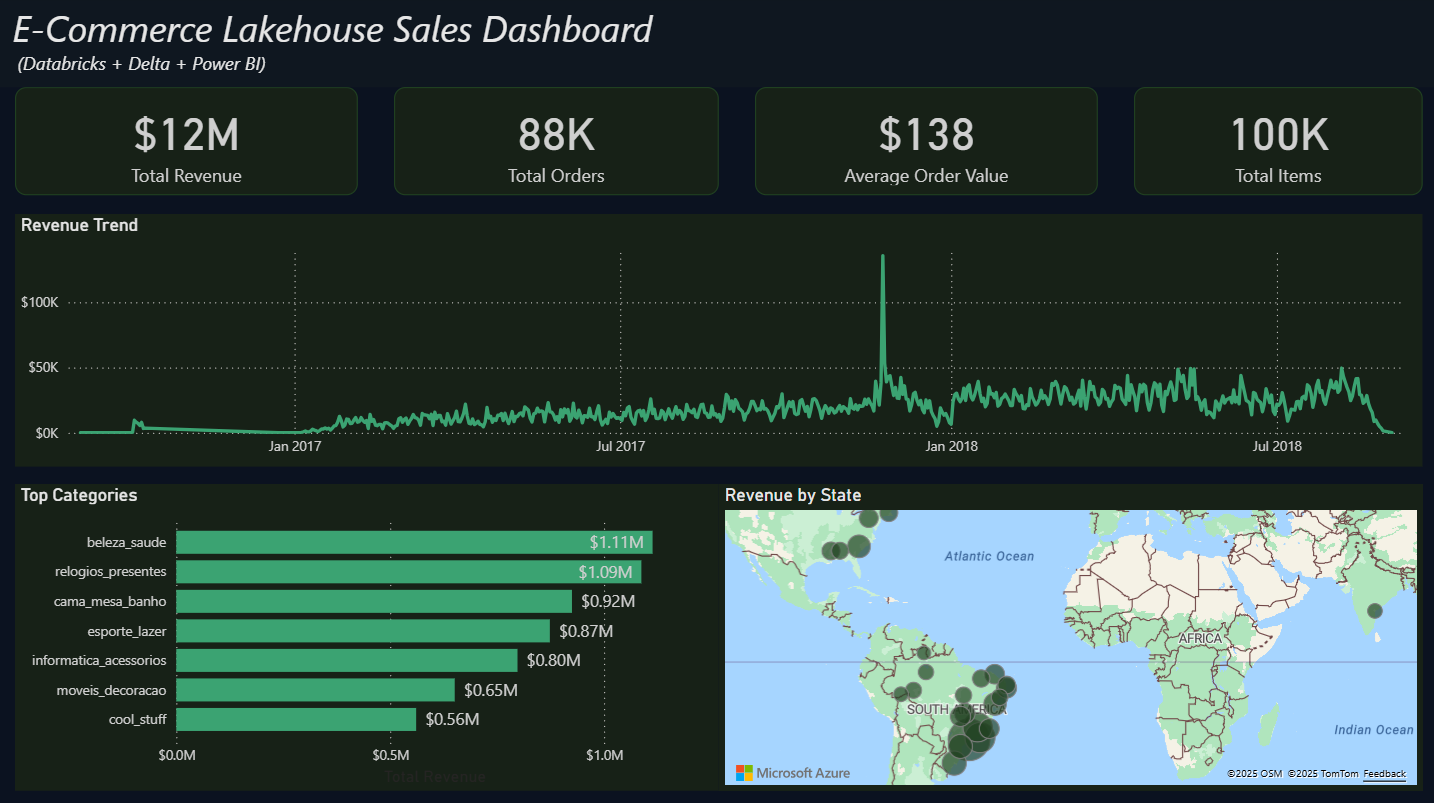 E-Commerce Lakehouse Sales Dashboard
(Databricks + Delta + Power BI)
$12M
Total Revenue
88K
Total Orders
$138
Average Order Value
100K
Total Items
Revenue Trend
$100K
$50K
$0K
Jan 2017
Jul 2017
Jan 2018
Jul 2018
Top Categories
beleza_saude
$1.11M
relogios_presentes
$1.09M
cama_mesa_banho
$0.92M
esporte_lazer
$0.87M
informatica_acessorios
$0.80M
moveis_decoracao
$0.65M
cool_stuff
$0.56M
$0.0M
$0.5M
$1.0M
Total Revenue
Revenue by State
Atlantic Ocean
AFRICA
SOUTH AMERICA
Indian Ocean
Microsoft Azure
©2025 OSM ©2025 TomTom Feedback